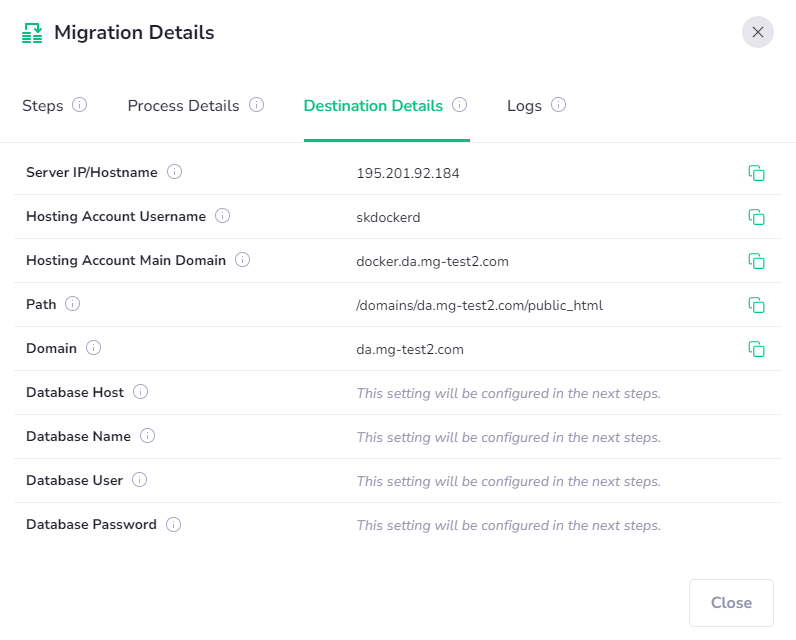 Migration Details
Steps Process Details Destination Details Logs
Server IP/Hostname 195.201.92.184
Hosting Account Username skdockerd
Hosting Account Main Domain docker.da.mg-test2.com
Path /domains/da.mg-test2.com/public_html
Domain da.mg-test2.com
Database Host This setting will be configured in the next steps.
Database Name This setting will be configured in the next steps.
Database User This setting will be configured in the next steps.
Database Password This setting will be configured in the next steps.
Close